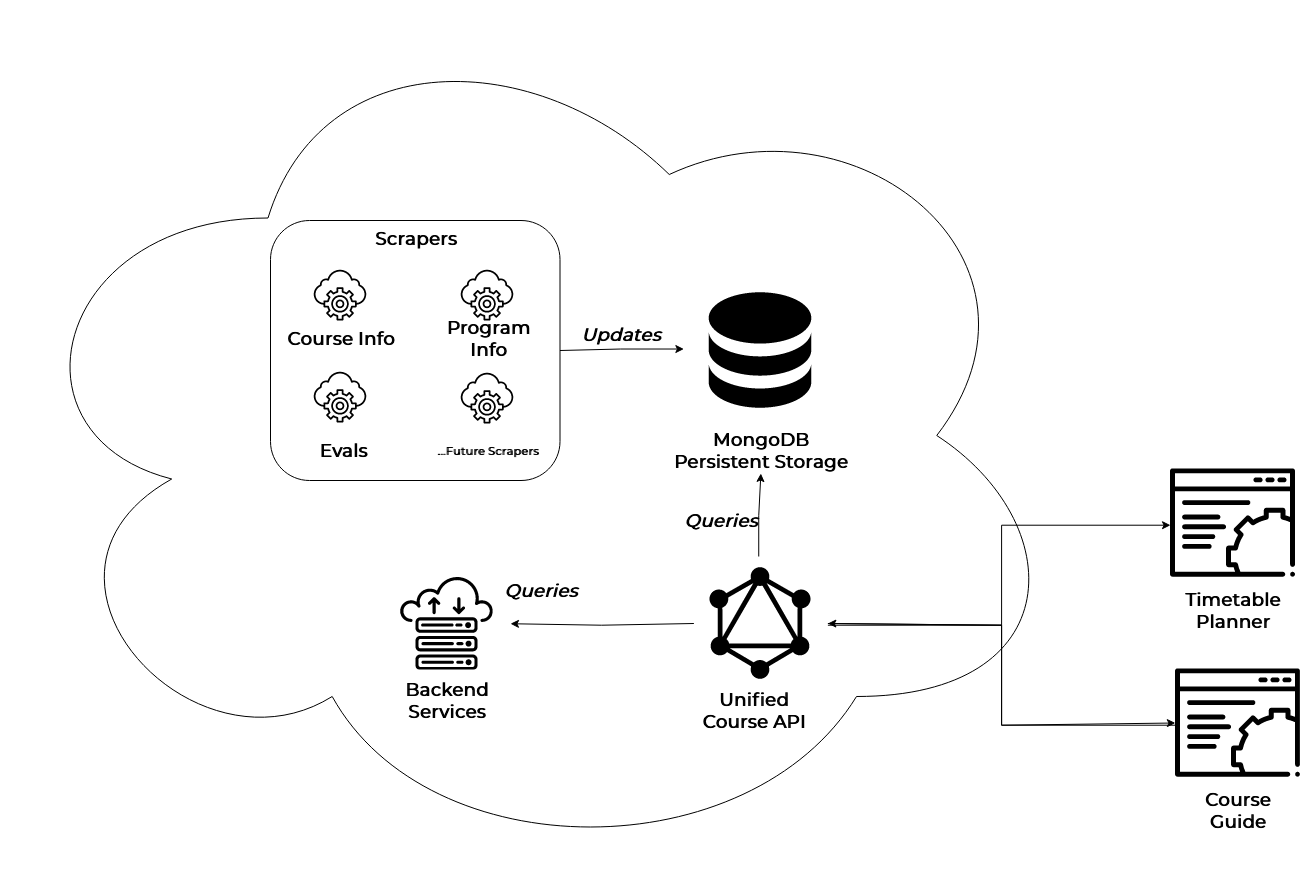 Scrapers
Course Info
Program
Info
Evals
...Future Scrapers
Updates
MongoDB
Persistent Storage
Queries
Queries
Backend
Services
Unified
Course API
Timetable
Planner
Course
Guide